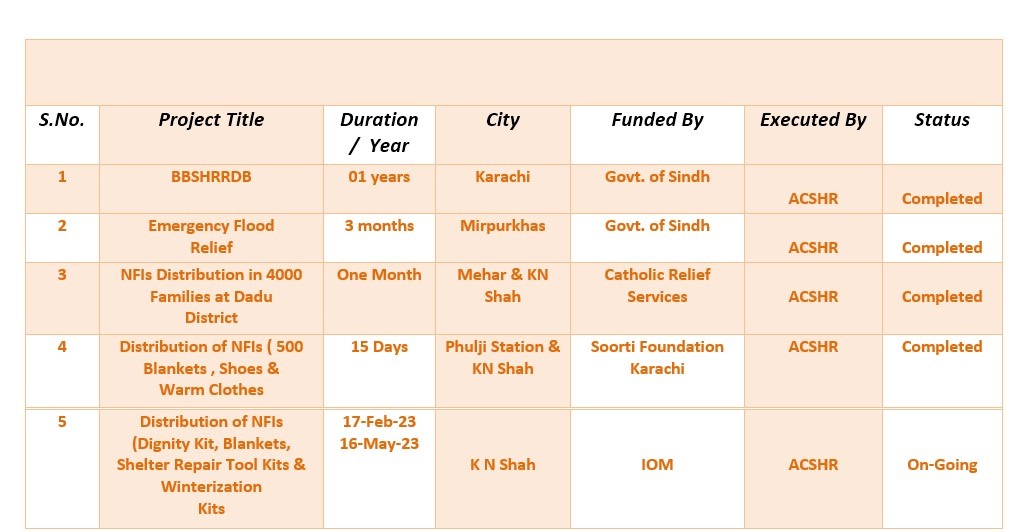 S.No. Project Title Duration / Year City Funded By Executed By Status
1 BBSHRRDB 01 years Karachi Govt. of Sindh ACSHR Completed
2 Emergency Flood Relief 3 months Mirpurkhas Govt. of Sindh ACSHR Completed
3 NFIs Distribution in 4000 Families at Dadu District One Month Mehar & KN Shah Catholic Relief Services ACSHR Completed
4 Distribution of NFIs ( 500 Blankets , Shoes & Warm Clothes 15 Days Phulji Station & KN Shah Soorti Foundation Karachi ACSHR Completed
5 Distribution of NFIs (Dignity Kit, Blankets, Shelter Repair Tool Kits & Winterization Kits 17-Feb-23 16-May-23 K N Shah IOM ACSHR On-Going